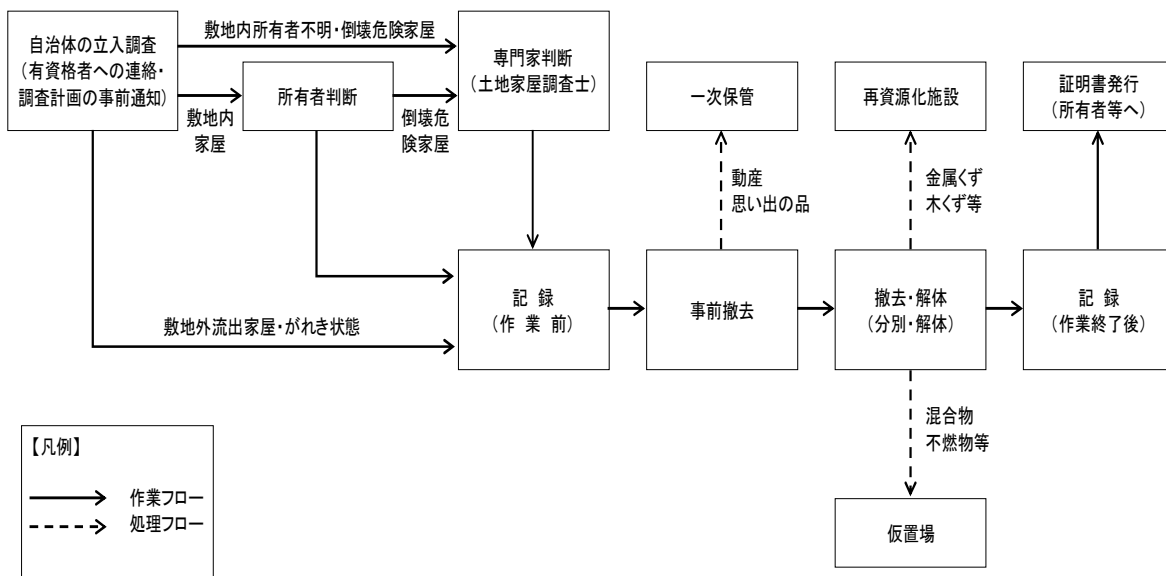 自治体の立入調査
(有資格者への連絡・
調査計画の事前通知)
敷地内所有者不明・倒壊危険家屋
敷地内
家屋
所有者判断
倒壊危
険家屋
専門家判断
(土地家屋調査士)
一次保管
再資源化施設
証明書発行
(所有者等へ)
動産
思い出の品
金属くず
木くず等
敷地外流出家屋・がれき状態
記 録
(作 業 前)
事前撤去
撤去・解体
(分別・解体)
記 録
(作業終了後)
混合物
不燃物等
仮置場
【凡例】
作業フロー
処理フロー